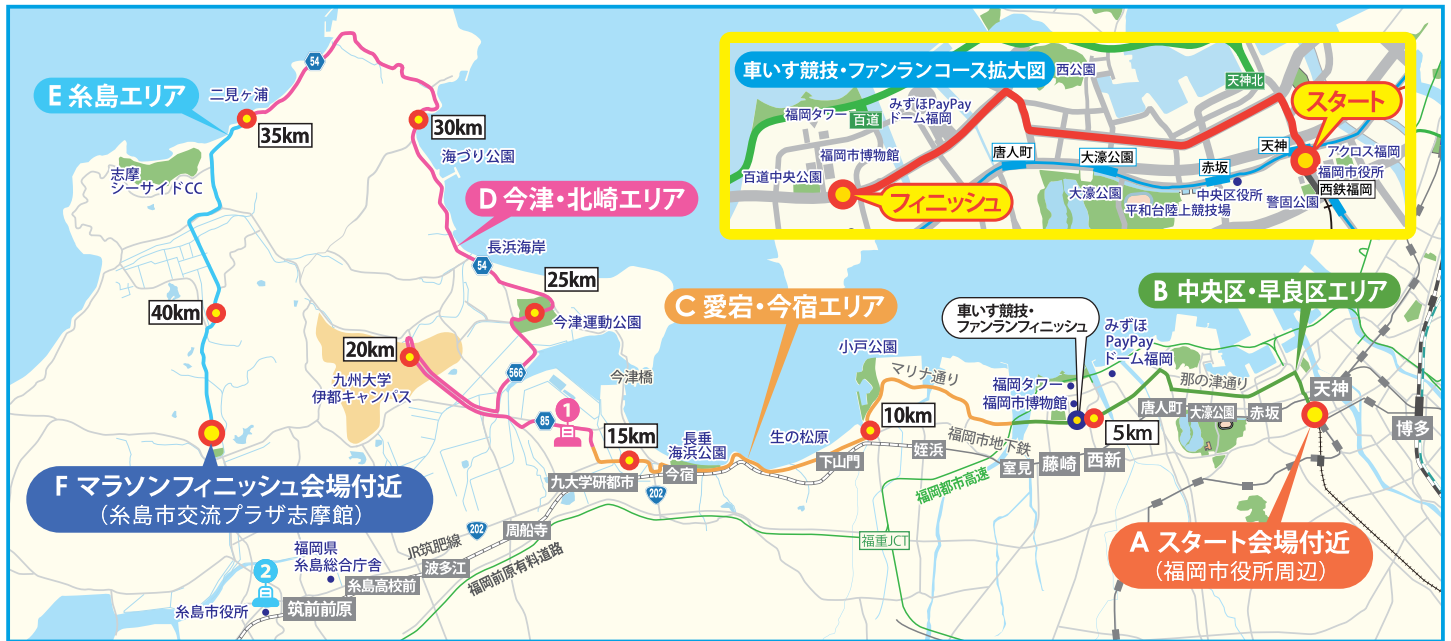 E 糸島エリア
二見ヶ浦
54
35km
30km
海づり公園
志摩
シーサイドCC
D 今津・北崎エリア
長浜海岸
54
25km
今津運動公園
40km
20km
九州大学
伊都キャンパス
566
今津橋
85
1
15km
九大学研都市
今宿
長垂
海浜公園
202
生の松原
C 愛宕・今宿エリア
小戸公園
マリナ通り
10km
下山門
姪浜
福岡市地下鉄
福岡都市高速
室見
藤崎
西新
5km
車いす競技・
ファンランフィニッシュ
福岡タワー
福岡市博物館
みずほ
PayPay
ドーム福岡
那の津通り
唐人町
大濠公園
赤坂
天神
博多
B 中央区・早良区エリア
A スタート会場付近
(福岡市役所周辺)
福重JCT
F マラソンフィニッシュ会場付近
(糸島市交流プラザ志摩館)
202
周船寺
JR筑肥線
福岡前原有料道路
波多江
福岡県
糸島総合庁舎
糸島高校前
2
糸島市役所
筑前前原
車いす競技・ファンランコース拡大図
西公園
天神北
スタート
福岡タワー
百道
みずほPayPay
ドーム福岡
福岡市博物館
百道中央公園
フィニッシュ
唐人町
大濠公園
大濠公園
赤坂
天神
アクロス福岡
福岡市役所
西鉄福岡
中央区役所
平和台陸上競技場
警固公園